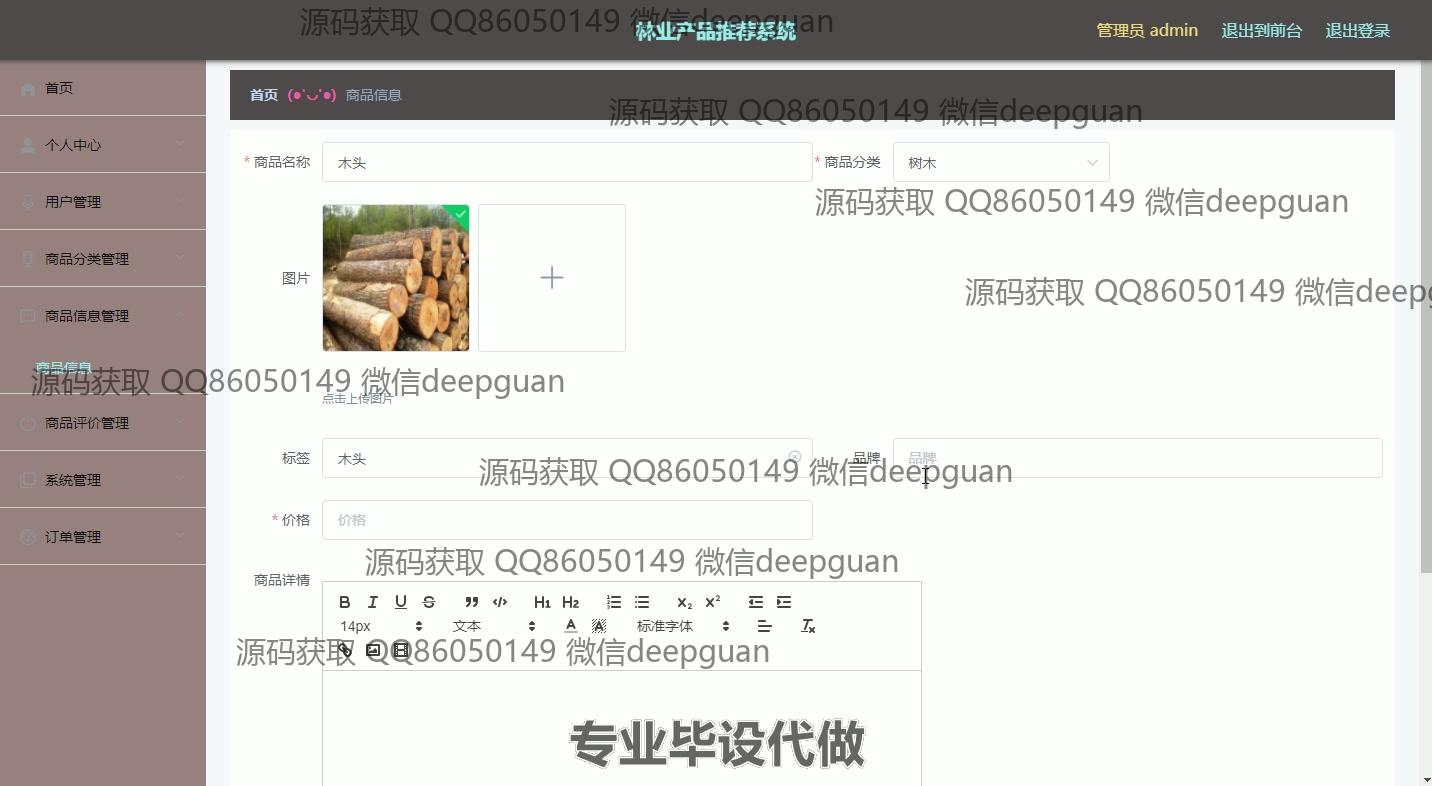 源码获取 QQ86050149 微信deepguan
林业产品推荐系统
管理员 admin
退出到前台
退出登录
首页
个人中心
用户管理
商品分类管理
商品信息管理
商品信息
商品评价管理
系统管理
订单管理
首页 (●'◡'●) 商品信息
源码获取 QQ86050149 微信deepguan
* 商品名称 木头
* 商品分类 树木
源码获取 QQ86050149 微信deepguan
图片
源码获取 QQ86050149 微信deepg
源码获取 QQ86050149 微信deepguan
点击上传图片
标签 木头
品牌 品牌
源码获取 QQ86050149 微信deepguan
* 价格 价格
源码获取 QQ86050149 微信deepguan
商品详情
B I U S ” </> H1 H2 X2 X2
14px 文本 A A 标准字体 Tx
源码获取 QQ86050149 微信deepguan
专业毕设代做